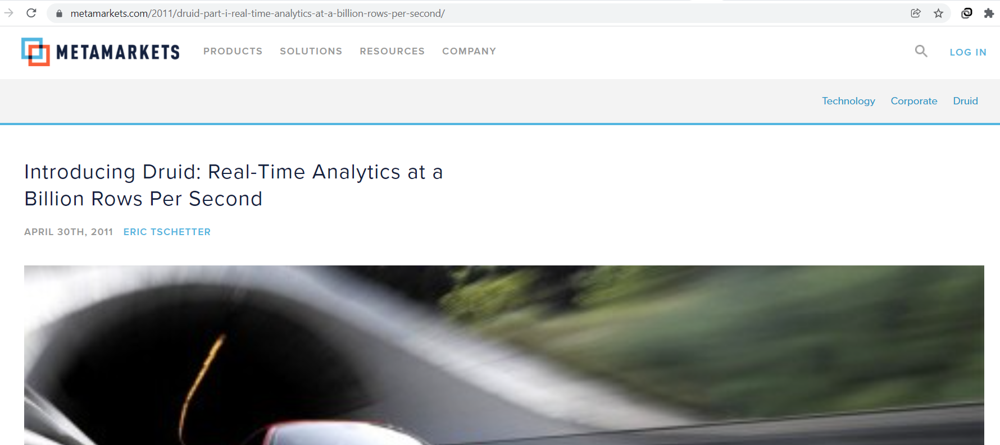 metamarkets.com/2011/druid-part-i-real-time-analytics-at-a-billion-rows-per-second/
METAMARKETS PRODUCTS SOLUTIONS RESOURCES COMPANY LOG IN
Technology Corporate Druid
Introducing Druid: Real-Time Analytics at a
Billion Rows Per Second
APRIL 30TH, 2011 ERIC TSCHETTER